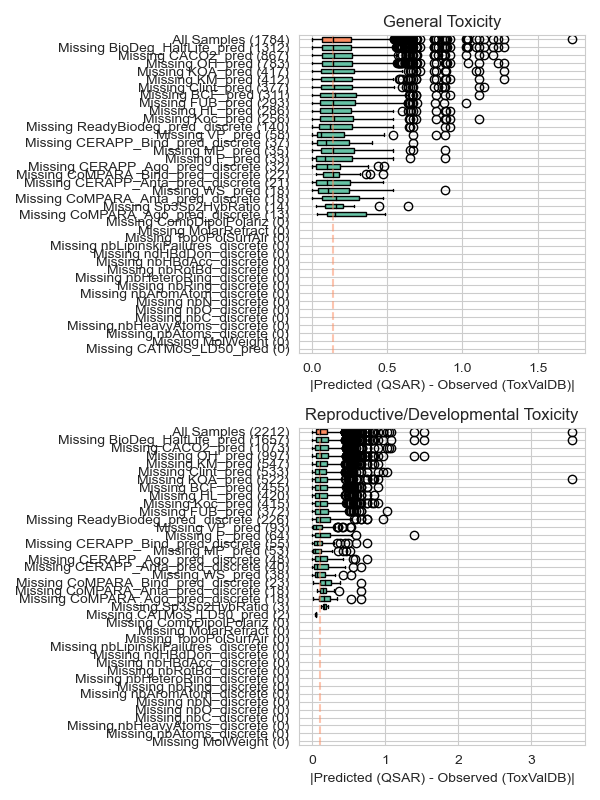 General Toxicity
All Samples (1784)
Missing BioDeg_HalfLife_pred (1312)
Missing CACO2_pred (867)
Missing OH_pred (783)
Missing KOA_pred (417)
Missing KM_pred (412)
Missing Clint_pred (377)
Missing BCF_pred (311)
Missing FUB_pred (293)
Missing HL_pred (286)
Missing Koc_pred (256)
Missing ReadyBiodeg_pred_discrete (140)
Missing VP_pred (58)
Missing CERAPP_Bind_pred_discrete (37)
Missing MP_pred (35)
Missing P_pred (33)
Missing CERAPP_Ago_pred_discrete (32)
Missing CoMPARA_Bind_pred_discrete (22)
Missing CERAPP_Anta_pred_discrete (21)
Missing WS_pred (18)
Missing CoMPARA_Anta_pred_discrete (16)
Missing Sp3Sp2HybRatio (14)
Missing CoMPARA_Ago_pred_discrete (13)
Missing CombDipolPolariz (0)
Missing MolarRefract (0)
Missing TopoPolSurfAir (0)
Missing nbLipinskiFailures_discrete (0)
Missing ndHBdDon_discrete (0)
Missing nbHBdAcc_discrete (0)
Missing nbRotBd_discrete (0)
Missing nbHeteroRing_discrete (0)
Missing nbRing_discrete (0)
Missing nbAromAtom_discrete (0)
Missing nbN_discrete (0)
Missing nbO_discrete (0)
Missing nbC_discrete (0)
Missing nbHeavyAtoms_discrete (0)
Missing nbAtoms_discrete (0)
Missing MolWeight (0)
Missing CATMoS_LD50_pred (0)
0.0 0.5 1.0 1.5
|Predicted (QSAR) - Observed (ToxValDB)|
Reproductive/Developmental Toxicity
All Samples (2212)
Missing BioDeg_HalfLife_pred (1657)
Missing CACO2_pred (1073)
Missing OH_pred (997)
Missing KM_pred (547)
Missing Clint_pred (533)
Missing KOA_pred (522)
Missing BCF_pred (455)
Missing HL_pred (420)
Missing Koc_pred (415)
Missing FUB_pred (372)
Missing ReadyBiodeg_pred_discrete (226)
Missing VP_pred (93)
Missing P_pred (64)
Missing CERAPP_Bind_pred_discrete (55)
Missing MP_pred (53)
Missing CERAPP_Ago_pred_discrete (48)
Missing CERAPP_Anta_pred_discrete (40)
Missing WS_pred (38)
Missing CoMPARA_Bind_pred_discrete (23)
Missing CoMPARA_Anta_pred_discrete (18)
Missing CoMPARA_Ago_pred_discrete (18)
Missing Sp3Sp2HybRatio (3)
Missing CATMoS_LD50_pred (2)
Missing CombDipolPolariz (0)
Missing MolarRefract (0)
Missing TopoPolSurfAir (0)
Missing nbLipinskiFailures_discrete (0)
Missing ndHBdDon_discrete (0)
Missing nbHBdAcc_discrete (0)
Missing nbRotBd_discrete (0)
Missing nbHeteroRing_discrete (0)
Missing nbRing_discrete (0)
Missing nbAromAtom_discrete (0)
Missing nbN_discrete (0)
Missing nbO_discrete (0)
Missing nbC_discrete (0)
Missing nbHeavyAtoms_discrete (0)
Missing nbAtoms_discrete (0)
Missing MolWeight (0)
0 1 2 3
|Predicted (QSAR) - Observed (ToxValDB)|